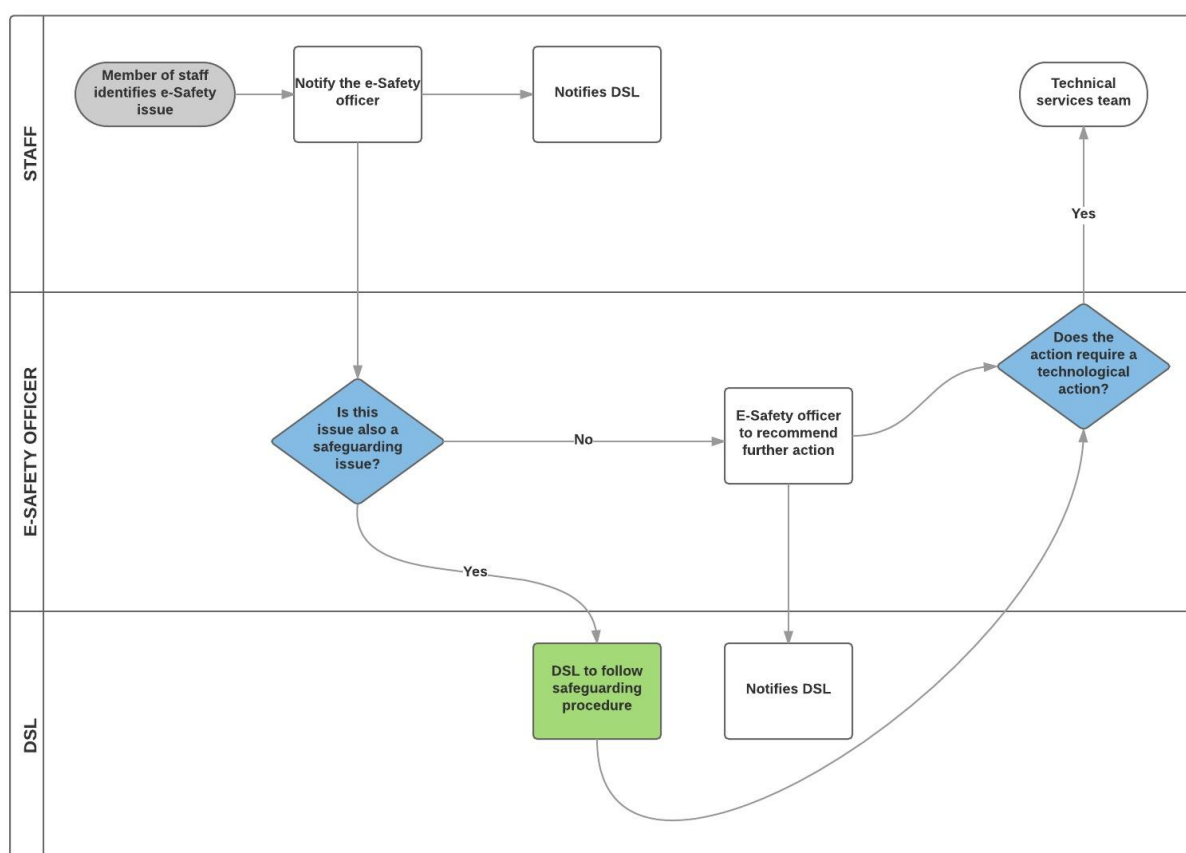 STAFF
Member of staff
identifies e-Safety
issue
Notify the e-Safety
officer
Notifies DSL
Technical
services team
Yes
E-SAFETY OFFICER
Is this
issue also a
safeguarding
issue?
No
E-Safety officer
to recommend
further action
Does the
action require a
technological
action?
Yes
DSL
DSL to follow
safeguarding
procedure
Notifies DSL